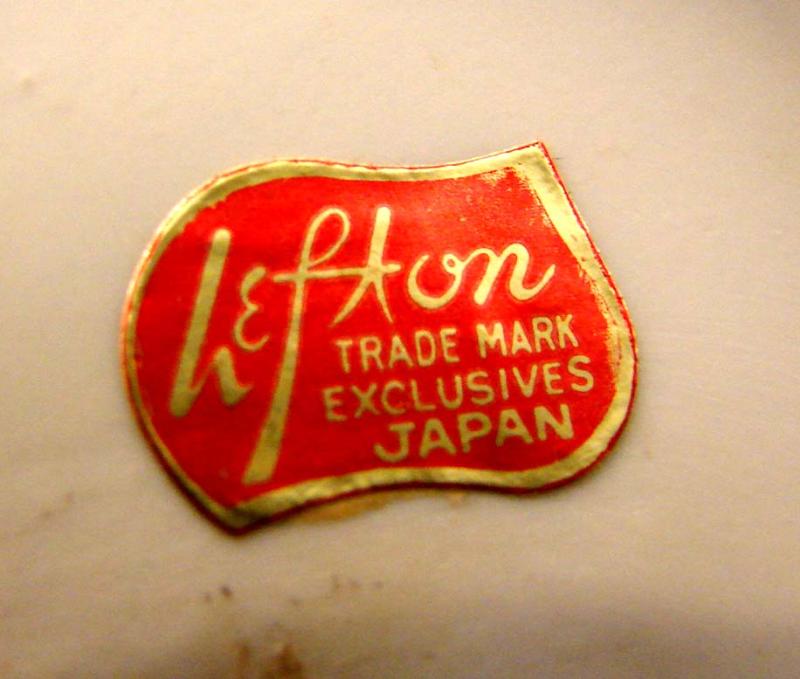 Lefton
TRADE MARK
EXCLUSIVES
JAPAN